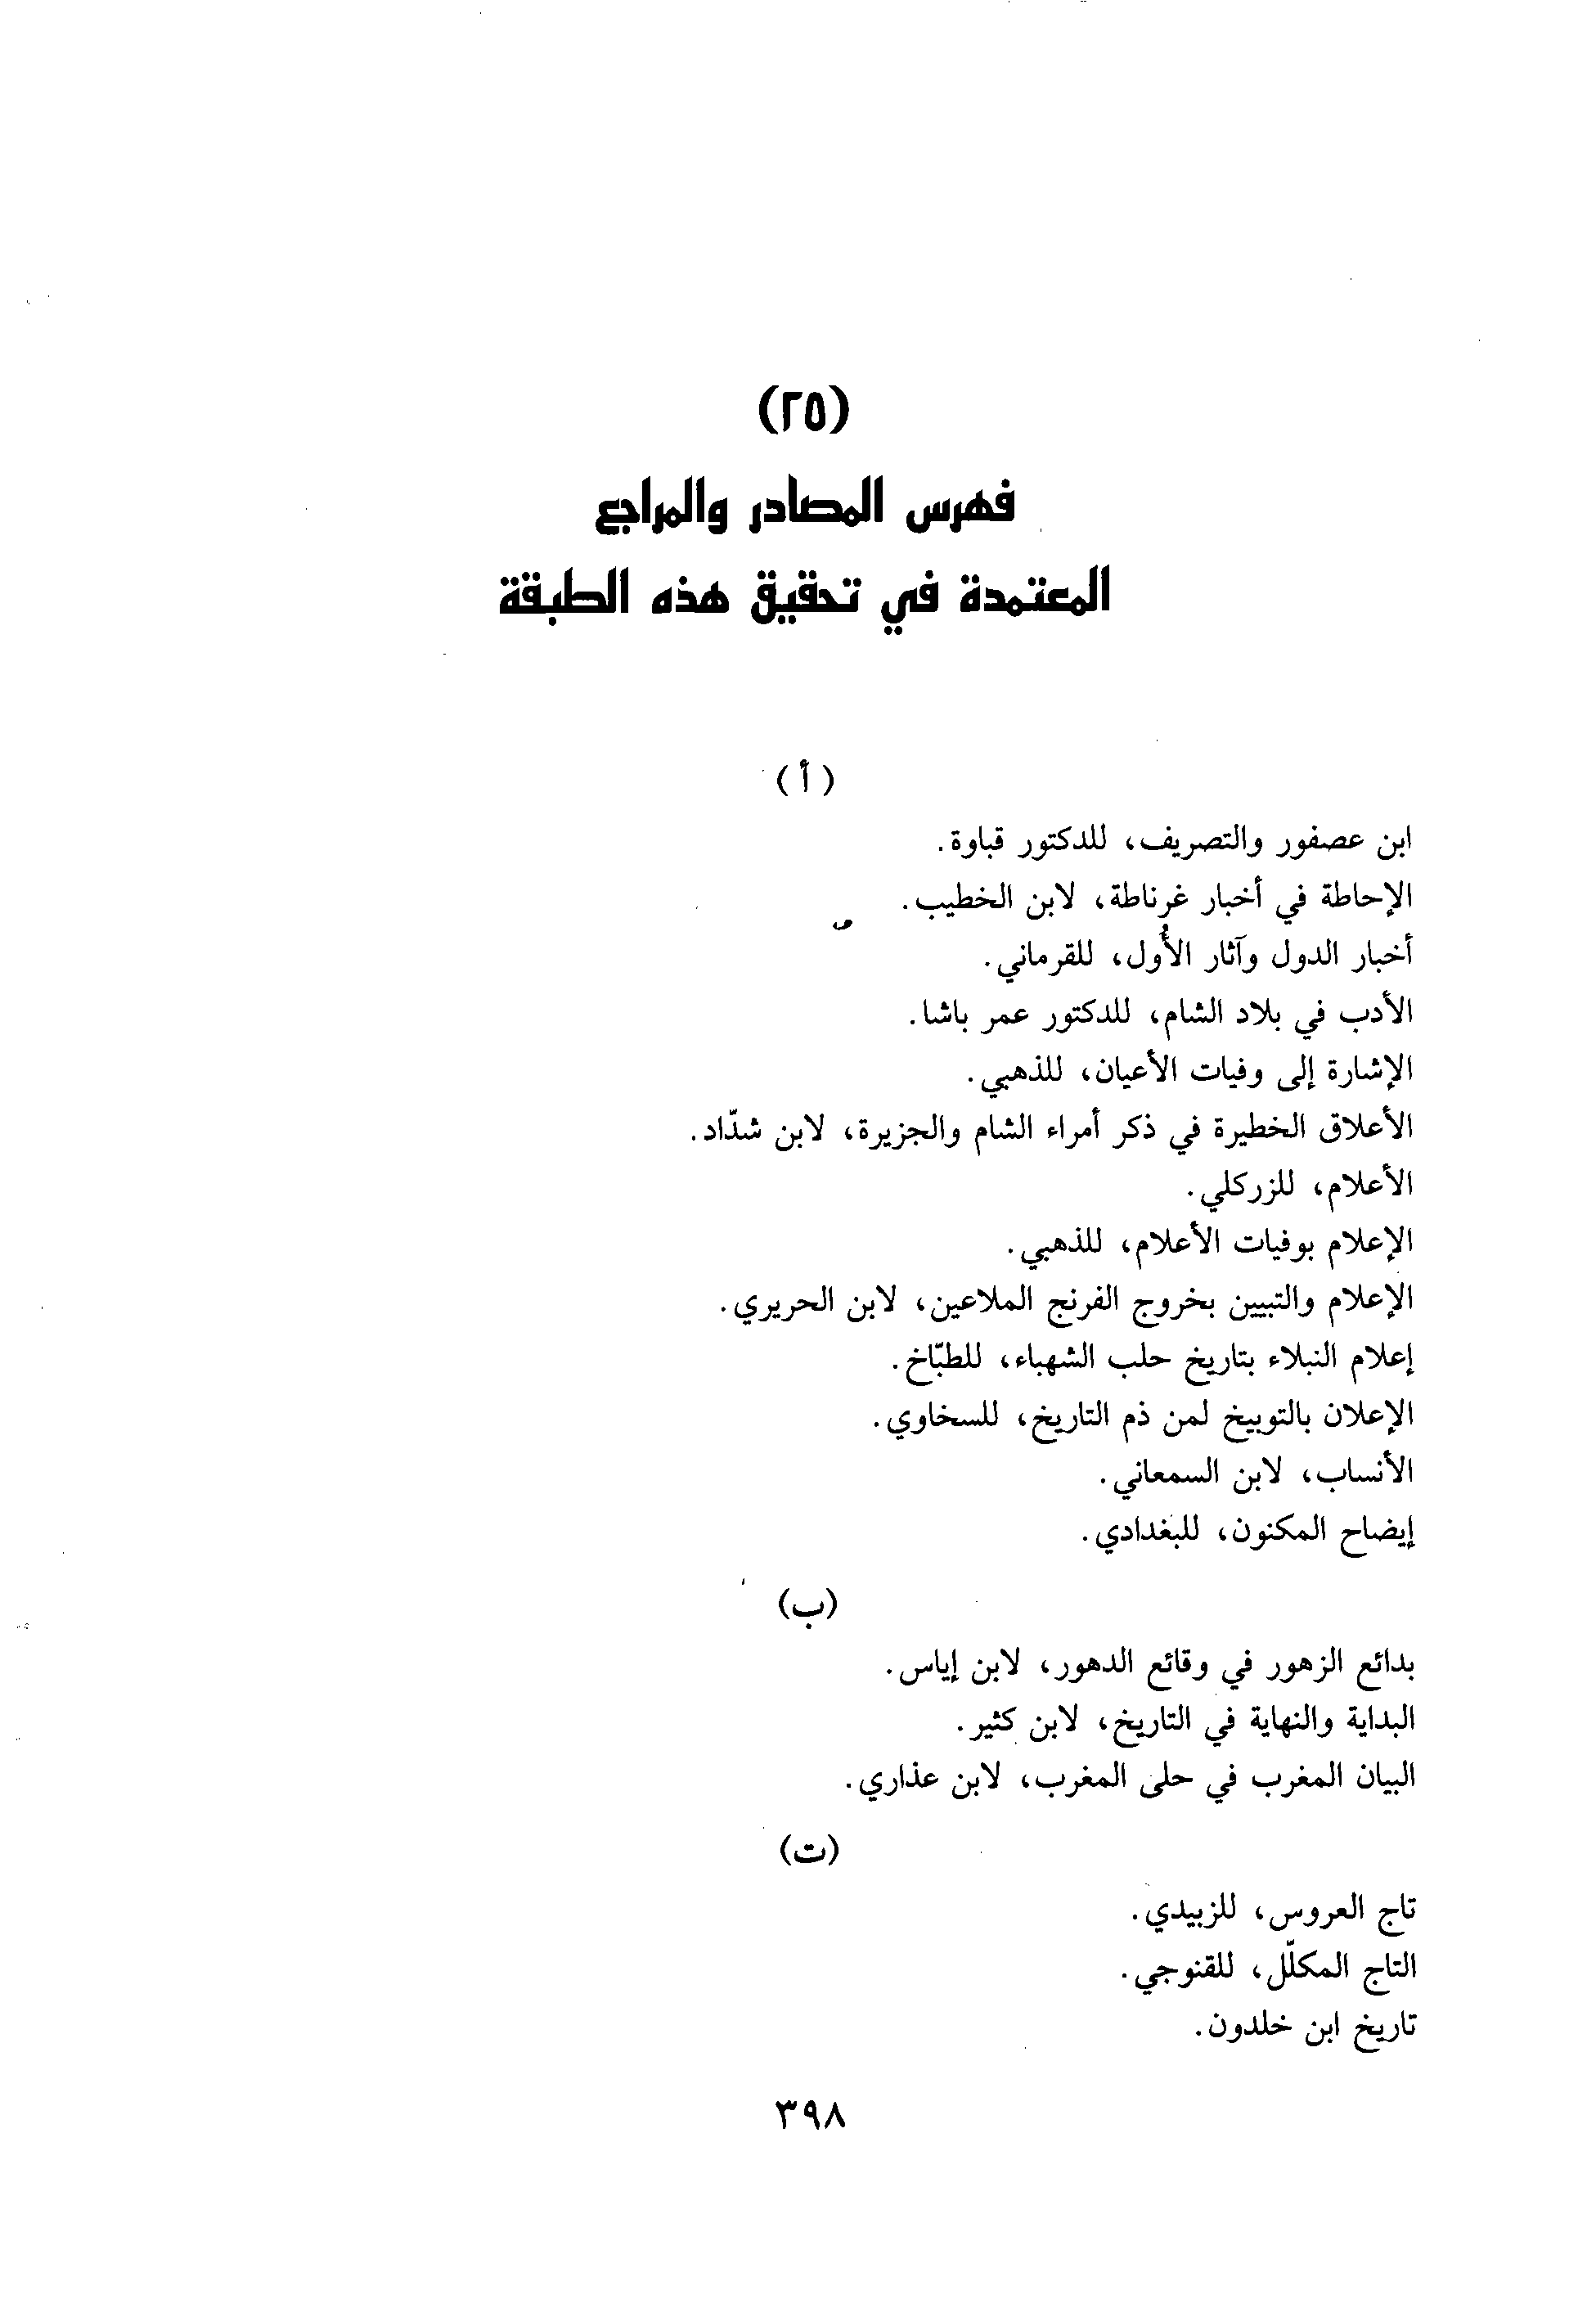 (٢٥)
فهرس المصادر والمراجع
المعتمدة في تحقيق هذه الطبقة
(أ)
ابن عصفور والتصريف، للدكتور قباوة.
الإحاطة في أخبار غرناطة، لابن الخطيب.
أخبار الدول وآثار الأُول، للقرماني.
الأدب في بلاد الشام، للدكتور عمر باشا.
الإشارة إلى وفيات الأعيان، للذهبي.
الأعلاق الخطيرة في ذكر أمراء الشام والجزيرة، لابن شدّاد.
الأعلام، للزركلي.
الإعلام بوفيات الأعلام، للذهبي.
الإعلام والتبيين بخروج الفرنج الملاعين، لابن الحريري.
إعلام النبلاء بتاريخ حلب الشهباء، للطبّاخ.
الإعلان بالتوبيخ لمن ذم التاريخ، للسخاوي.
الأنساب، لابن السمعاني.
إيضاح المكنون، للبغدادي.
(ب)
بدائع الزهور في وقائع الدهور، لابن إياس.
البداية والنهاية في التاريخ، لابن كثير.
البيان المغرب في حلى المغرب، لابن عذاري.
(ت)
تاج العروس، للزبيدي.
التاج المكلّل، للقنوجي.
تاريخ ابن خلدون.
٣٩٨